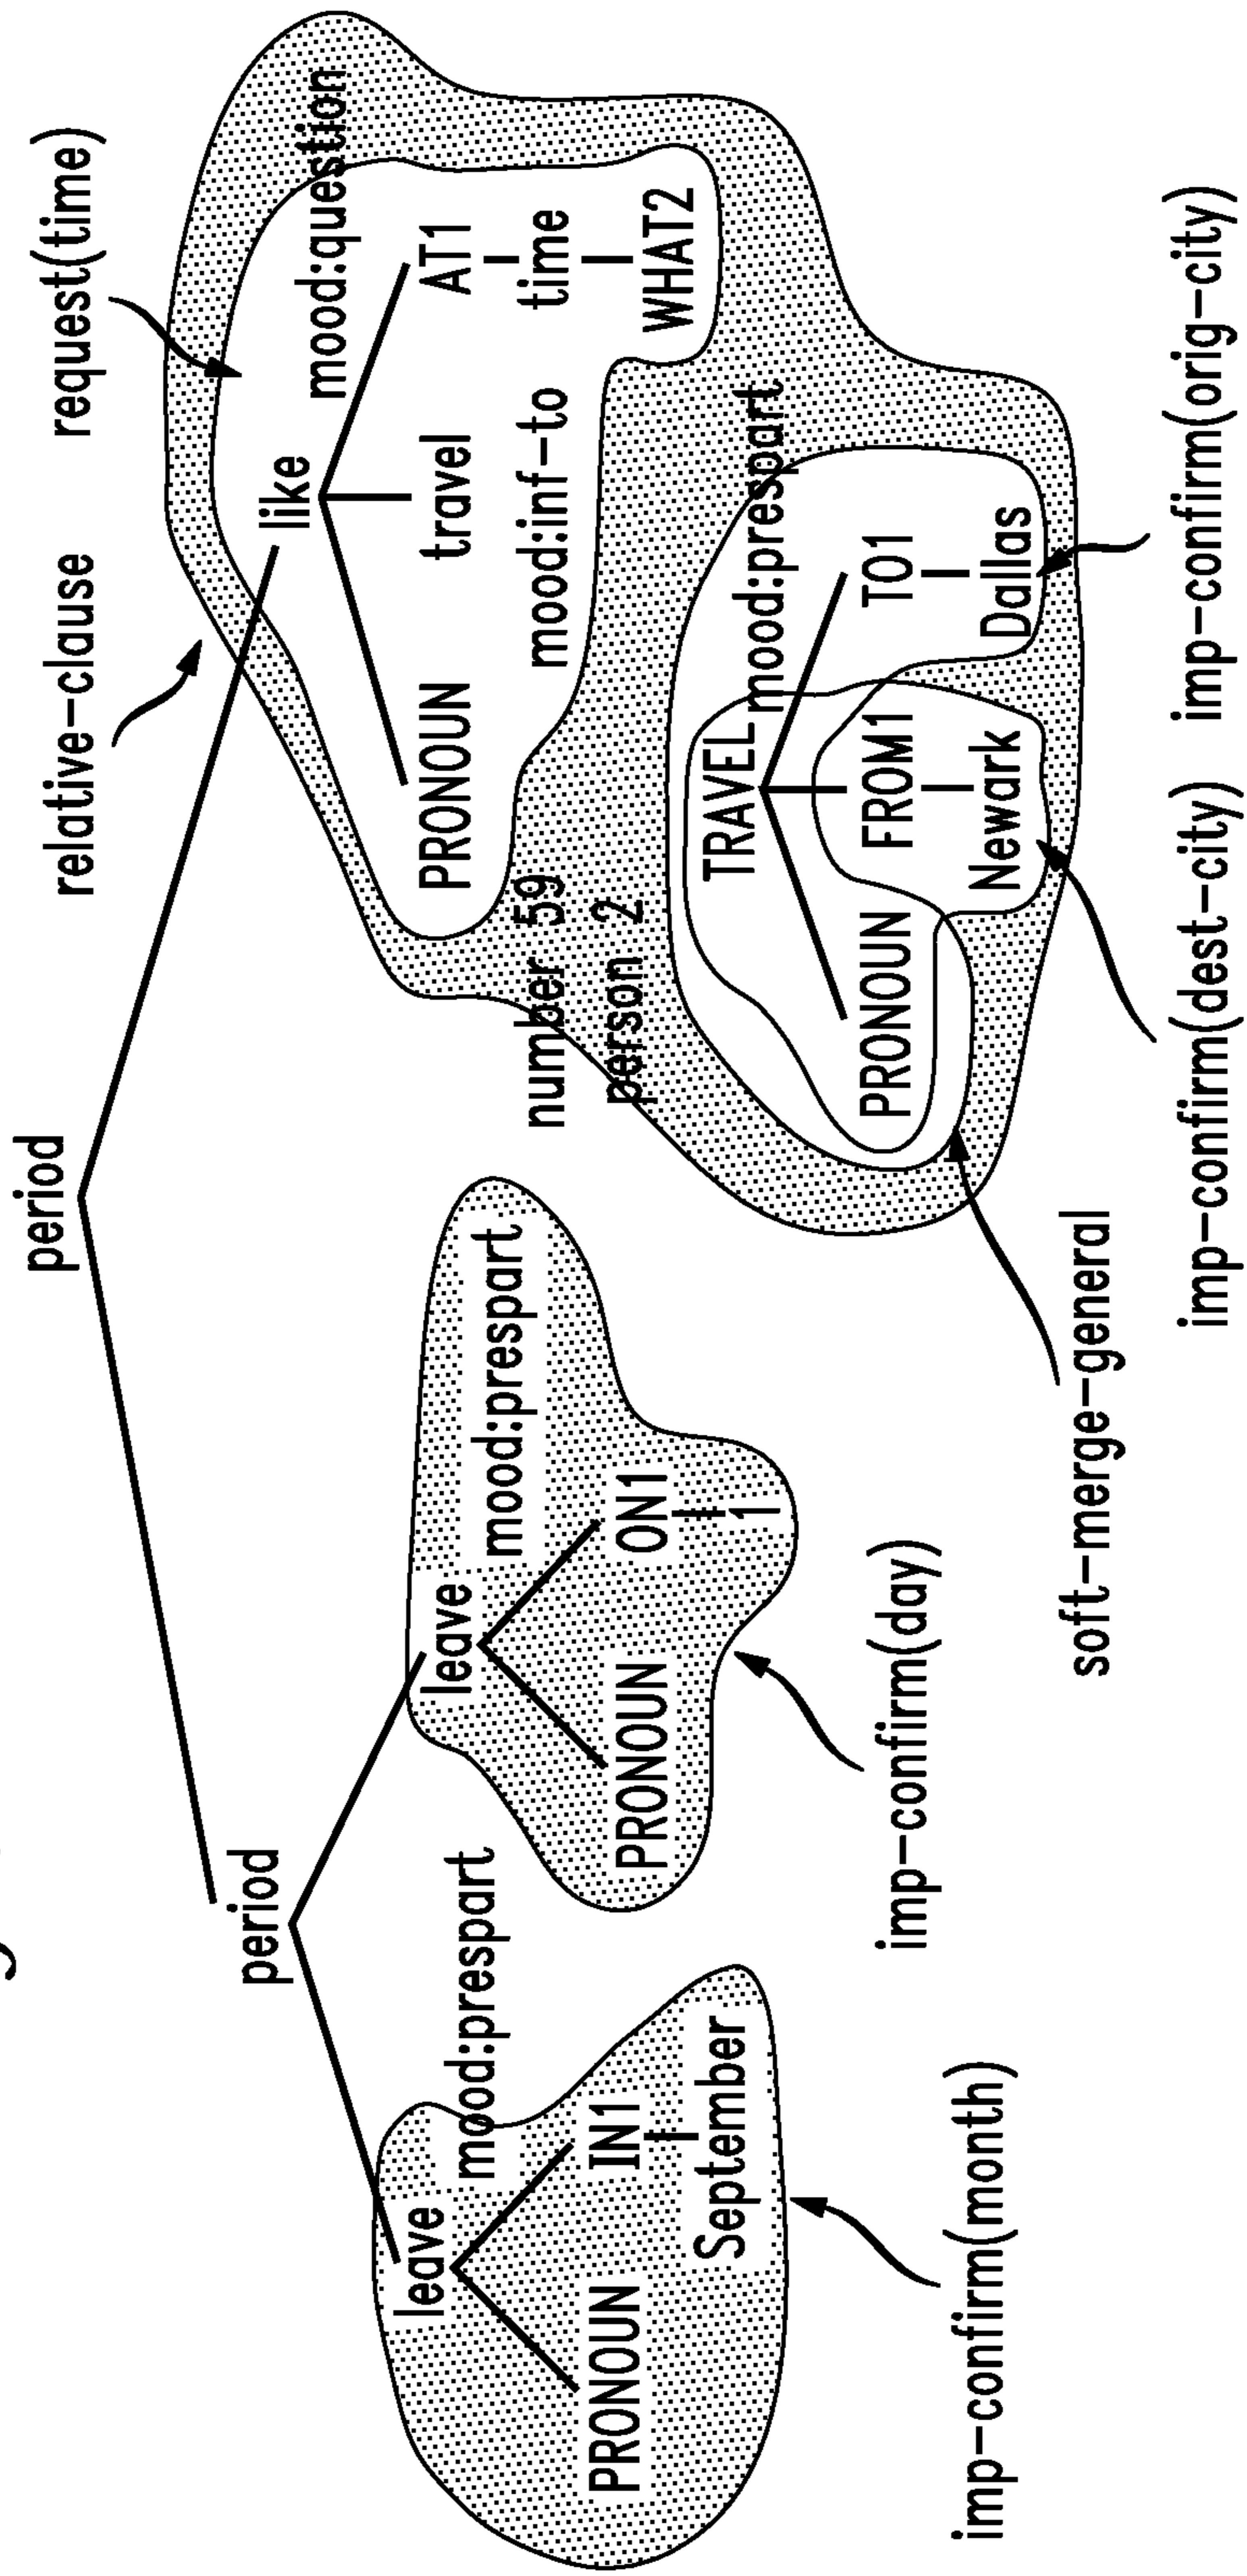 period
period
leave
mood:prespart
PRONOUN
IN1
September
imp-confirm(month)
leave
mood:prespart
PRONOUN
ON1
1
imp-confirm(day)
relative-clause
request(time)
like
mood:question
PRONOUN
travel
AT1
mood:inf-to
time
WHAT2
number 59
person 2
TRAVEL
mood:prespart
PRONOUN
FROM1
TO1
Newark
Dallas
soft-merge-general
imp-confirm(dest-city)
imp-confirm(orig-city)